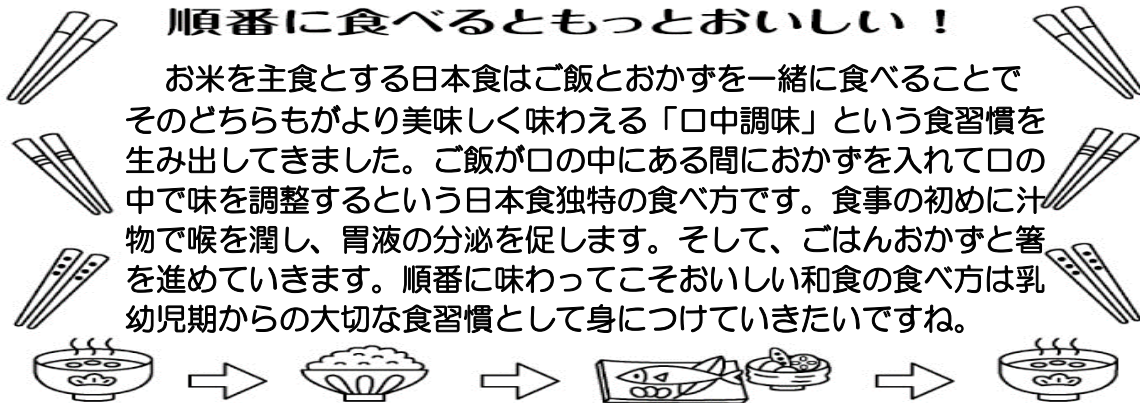 順番に食べるともっとおいしい！
お米を主食とする日本食はご飯とおかずを一緒に食べることで
そのどちらもがより美味しく味わえる「口中調味」という食習慣を
生み出してきました。ご飯が口の中にある間におかずを入れて口の
中で味を調整するという日本食独特の食べ方です。食事の初めに汁
物で喉を潤し、胃液の分泌を促します。そして、ごはんおかずと箸
を進めていきます。順番に味わってこそおいしい和食の食べ方は乳
幼児期からの大切な食習慣として身につけていきたいですね。